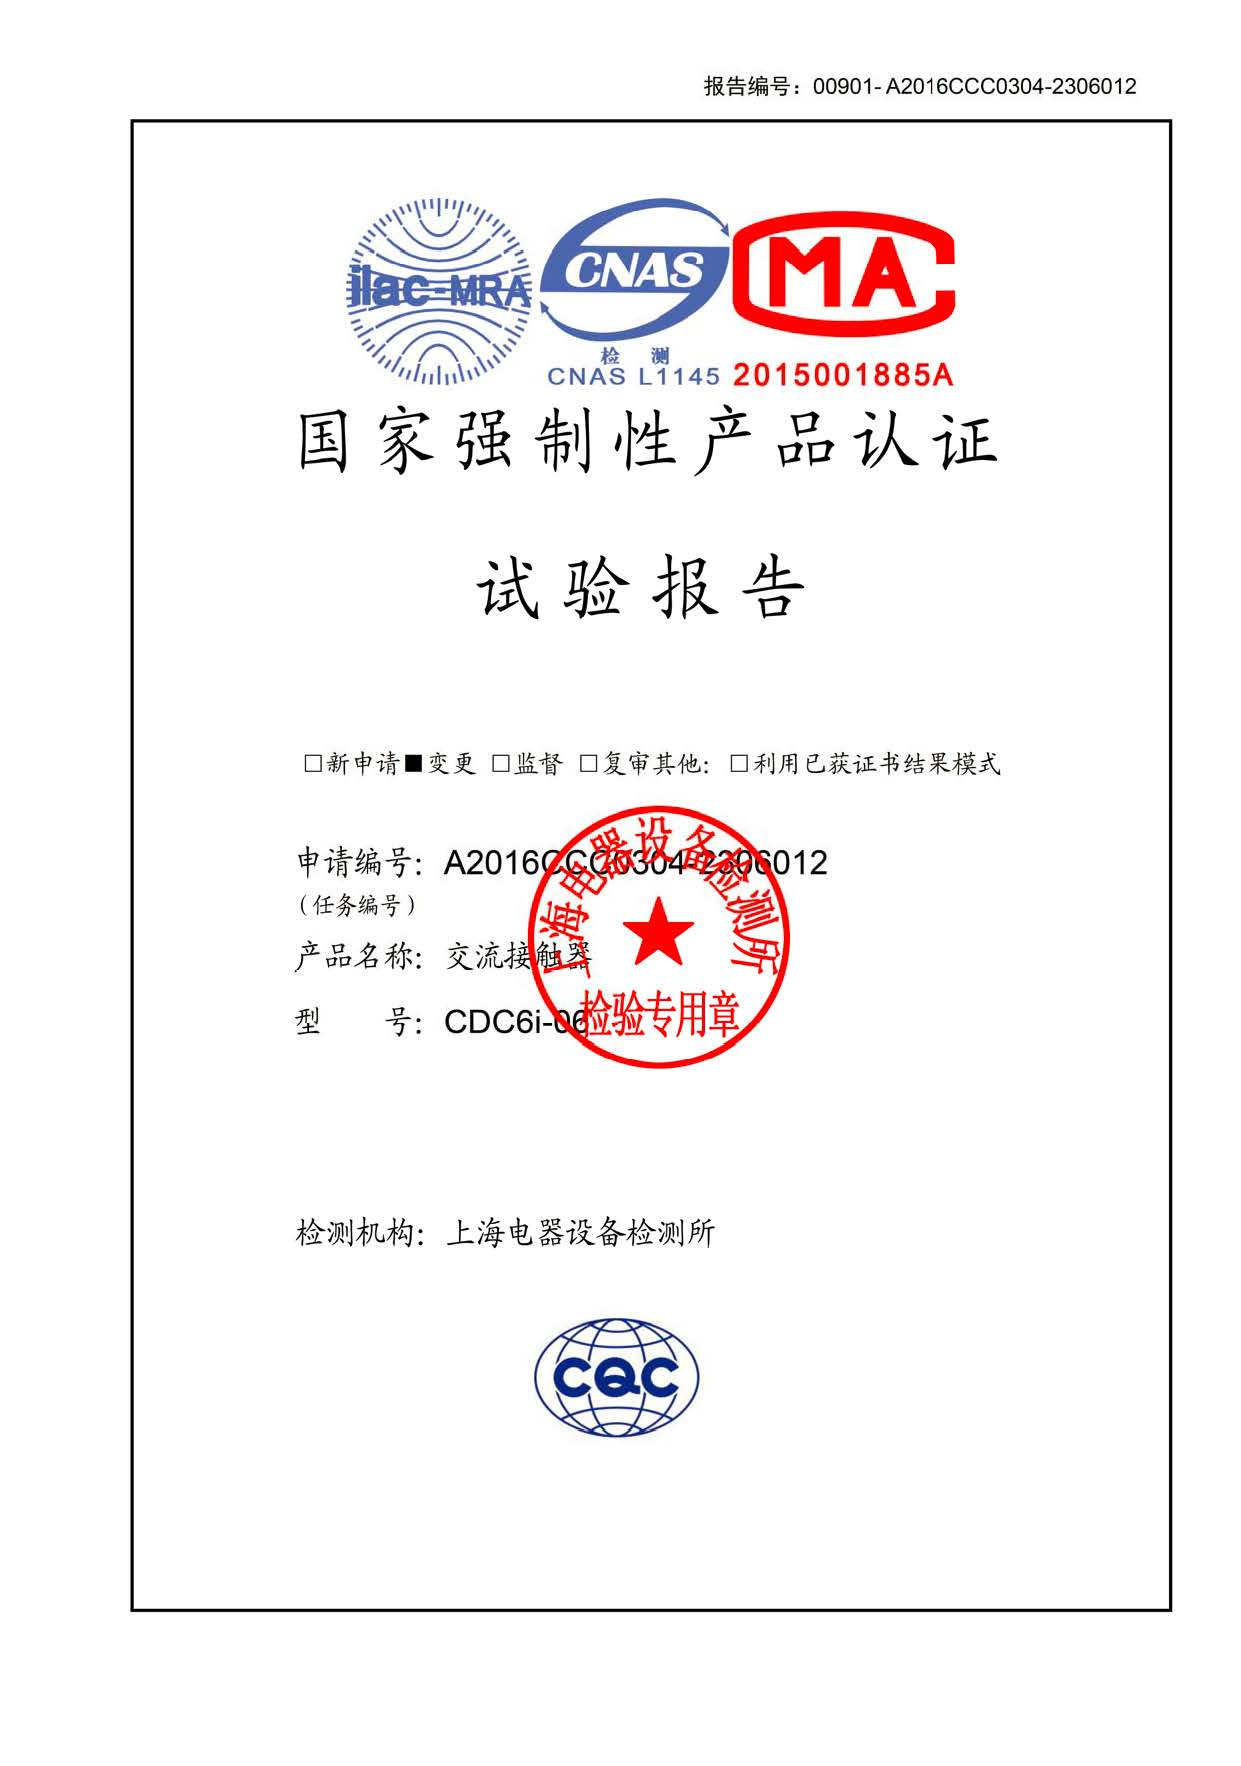 报告编号：00901- A2016CCC0304-2306012
ilac-MRA
CNAS
MA
检 测
CNAS L1145
2015001885A
国家强制性产品认证
试验报告
□新申请■变更 □监督 □复审其他：□利用已获证书结果模式
申请编号：A2016CCC0304-2306012
（任务编号）
产品名称：交流接触器
型 号：CDC6i-06
上海电器设备检测所
检验专用章
检测机构：上海电器设备检测所
CQC